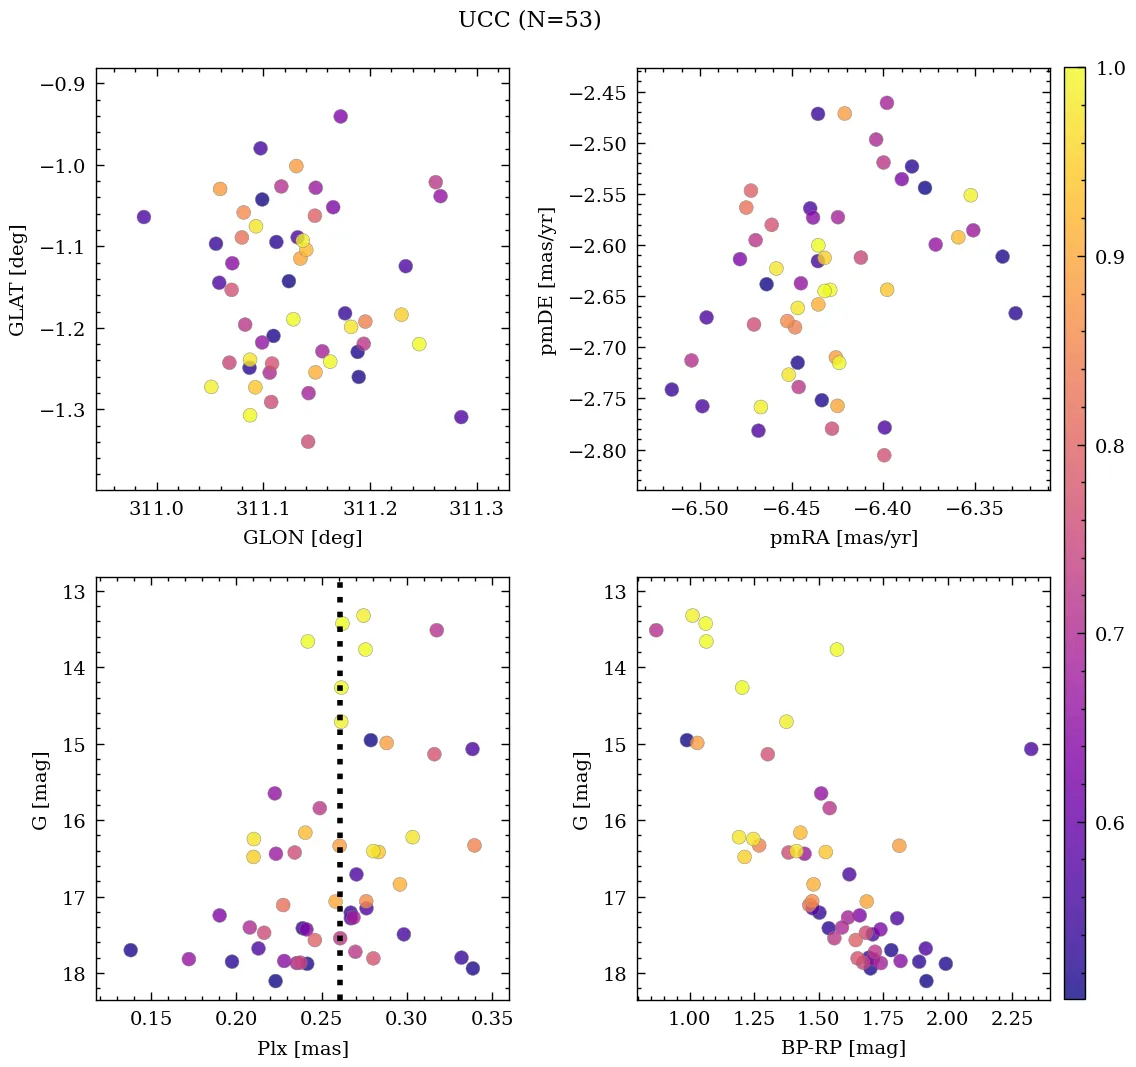 UCC (N=53)
−0.9
−1.0
−1.1
−1.2
−1.3
GLAT [deg]
311.0 311.1 311.2 311.3
GLON [deg]
−2.45
−2.50
−2.55
−2.60
−2.65
−2.70
−2.75
−2.80
pmDE [mas/yr]
−6.50 −6.45 −6.40 −6.35
pmRA [mas/yr]
13
14
15
16
17
18
G [mag]
0.15 0.20 0.25 0.30 0.35
Plx [mas]
13
14
15
16
17
18
G [mag]
1.00 1.25 1.50 1.75 2.00 2.25
BP-RP [mag]
1.0
0.9
0.8
0.7
0.6